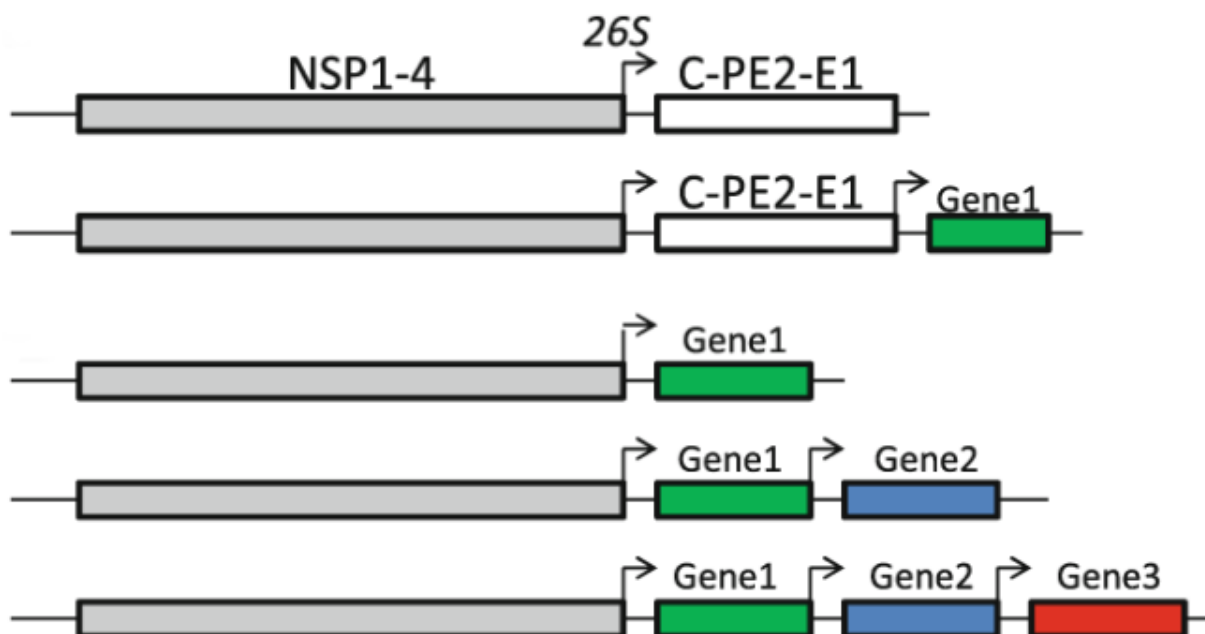 26S
NSP1-4 C-PE2-E1
C-PE2-E1 Gene1
Gene1
Gene1 Gene2
Gene1 Gene2 Gene3